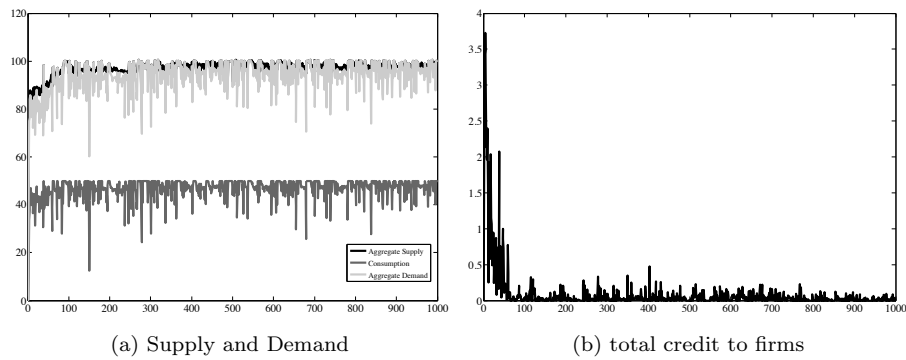 120
100
80
60
40
20
0
0 100 200 300 400 500 600 700 800 900 1000
Aggregate Supply
Consumption
Aggregate Demand
(a) Supply and Demand
4
3.5
3
2.5
2
1.5
1
0.5
0
0 100 200 300 400 500 600 700 800 900 1000
(b) total credit to firms